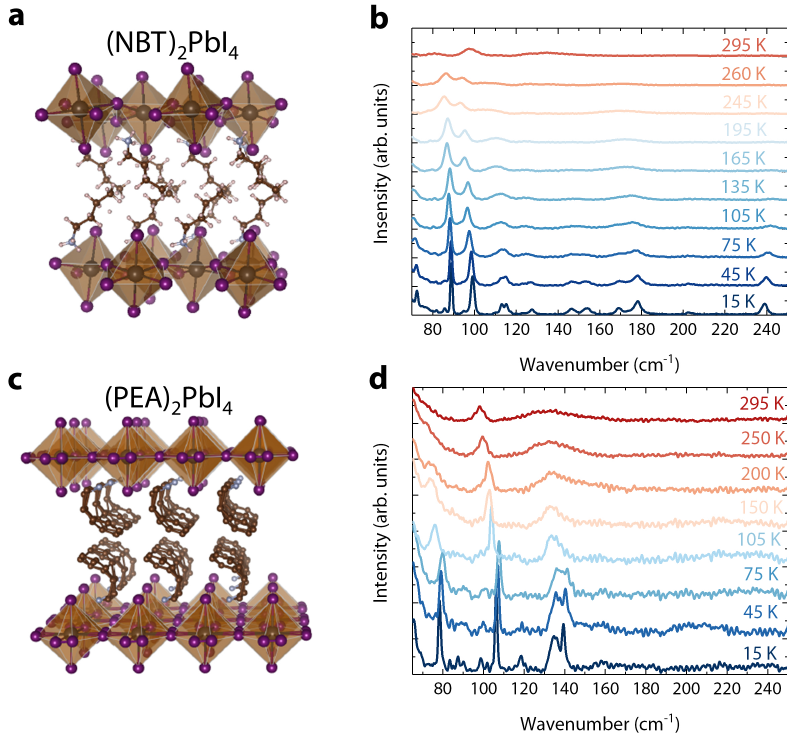 a
(NBT)2PbI4
b
Insensity (arb. units)
295 K
260 K
245 K
195 K
165 K
135 K
105 K
75 K
45 K
15 K
80 100 120 140 160 180 200 220 240
Wavenumber (cm-1)
c
(PEA)2PbI4
d
Intensity (arb. units)
295 K
250 K
200 K
150 K
105 K
75 K
45 K
15 K
80 100 120 140 160 180 200 220 240
Wavenumber (cm-1)